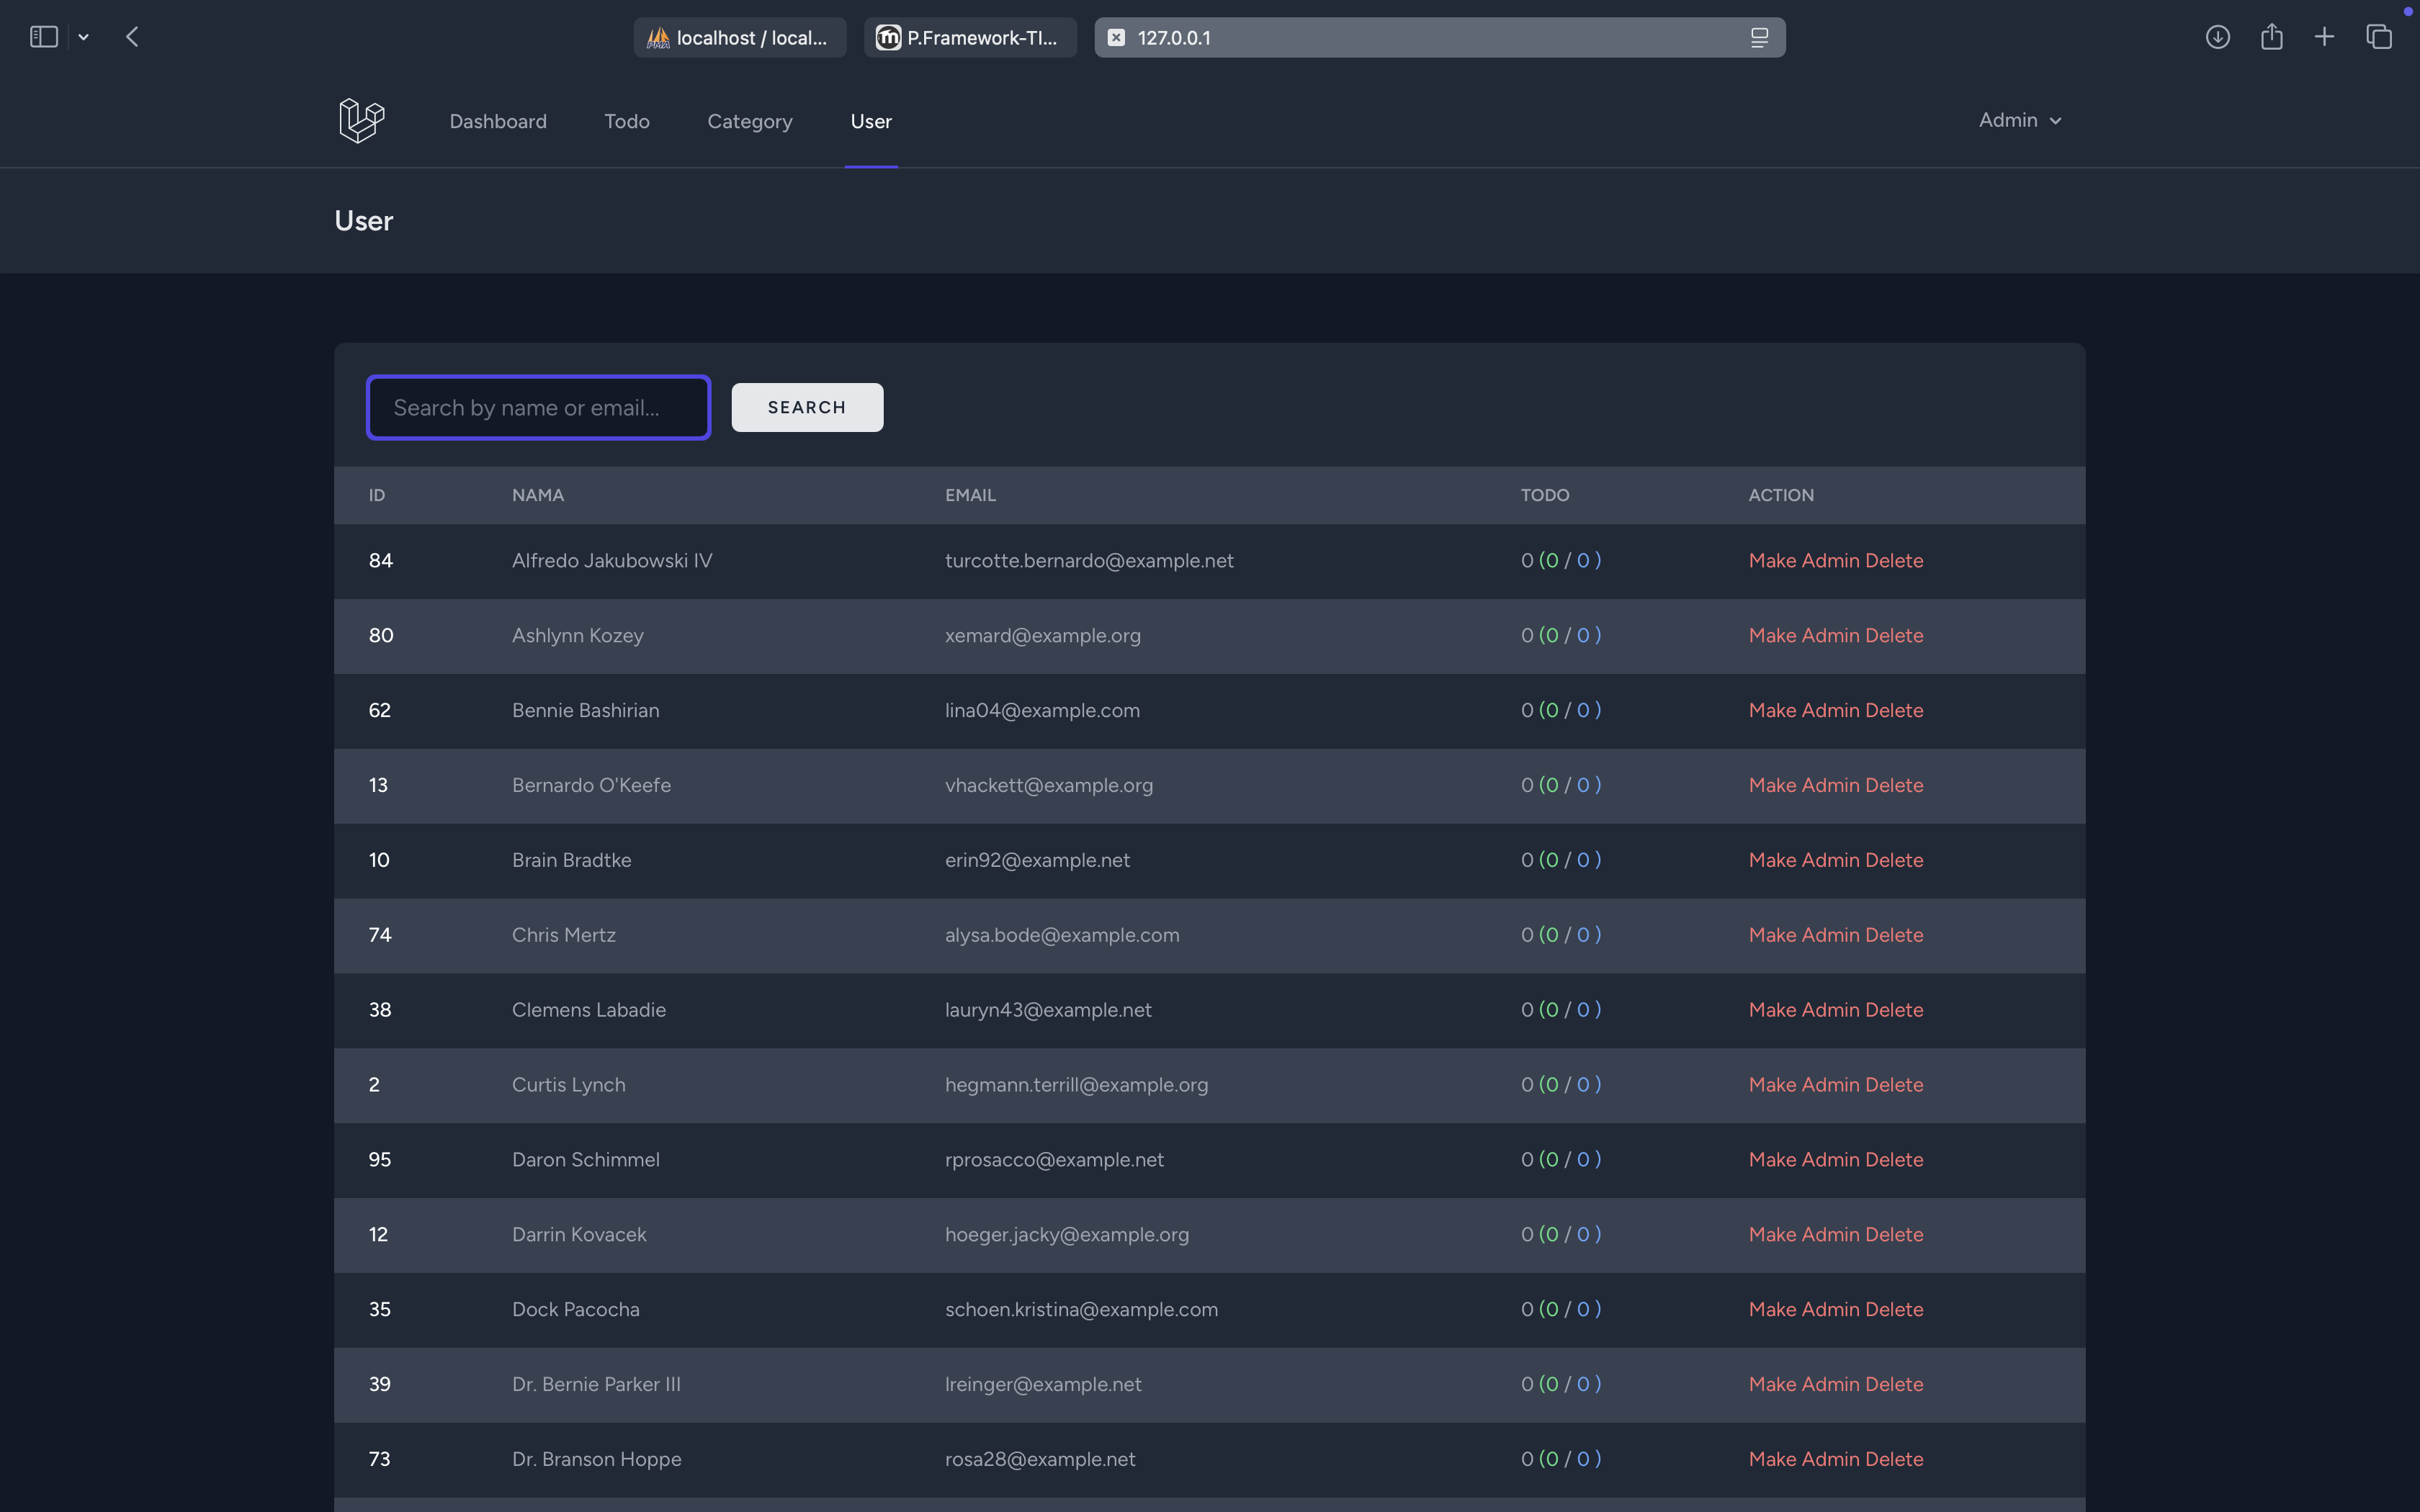 localhost / local...
P.Framework-TI...
127.0.0.1
Dashboard Todo Category User Admin
User
Search by name or email... SEARCH
ID NAMA EMAIL TODO ACTION
84 Alfredo Jakubowski IV turcotte.bernardo@example.net 0 (0 / 0 ) Make Admin Delete
80 Ashlynn Kozey xemard@example.org 0 (0 / 0 ) Make Admin Delete
62 Bennie Bashirian lina04@example.com 0 (0 / 0 ) Make Admin Delete
13 Bernardo O'Keefe vhackett@example.org 0 (0 / 0 ) Make Admin Delete
10 Brain Bradtke erin92@example.net 0 (0 / 0 ) Make Admin Delete
74 Chris Mertz alysa.bode@example.com 0 (0 / 0 ) Make Admin Delete
38 Clemens Labadie lauryn43@example.net 0 (0 / 0 ) Make Admin Delete
2 Curtis Lynch hegmann.terrill@example.org 0 (0 / 0 ) Make Admin Delete
95 Daron Schimmel rprosacco@example.net 0 (0 / 0 ) Make Admin Delete
12 Darrin Kovacek hoeger.jacky@example.org 0 (0 / 0 ) Make Admin Delete
35 Dock Pacocha schoen.kristina@example.com 0 (0 / 0 ) Make Admin Delete
39 Dr. Bernie Parker III lreinger@example.net 0 (0 / 0 ) Make Admin Delete
73 Dr. Branson Hoppe rosa28@example.net 0 (0 / 0 ) Make Admin Delete